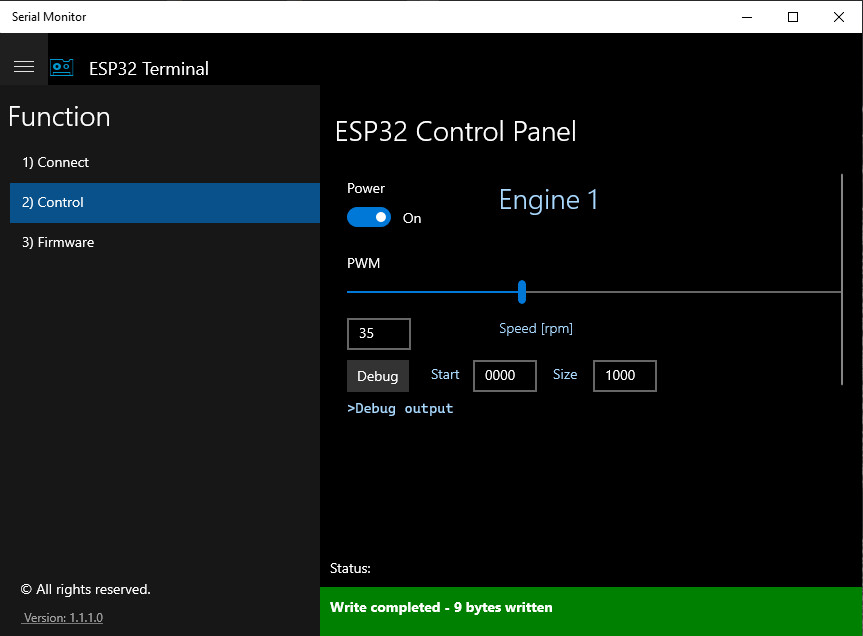 Serial Monitor
ESP32 Terminal
Function
1) Connect
2) Control
3) Firmware
© All rights reserved.
Version: 1.1.1.0
ESP32 Control Panel
Power
Engine 1
On
PWM
35
Speed [rpm]
Debug Start 0000 Size 1000
>Debug output
Status:
Write completed - 9 bytes written